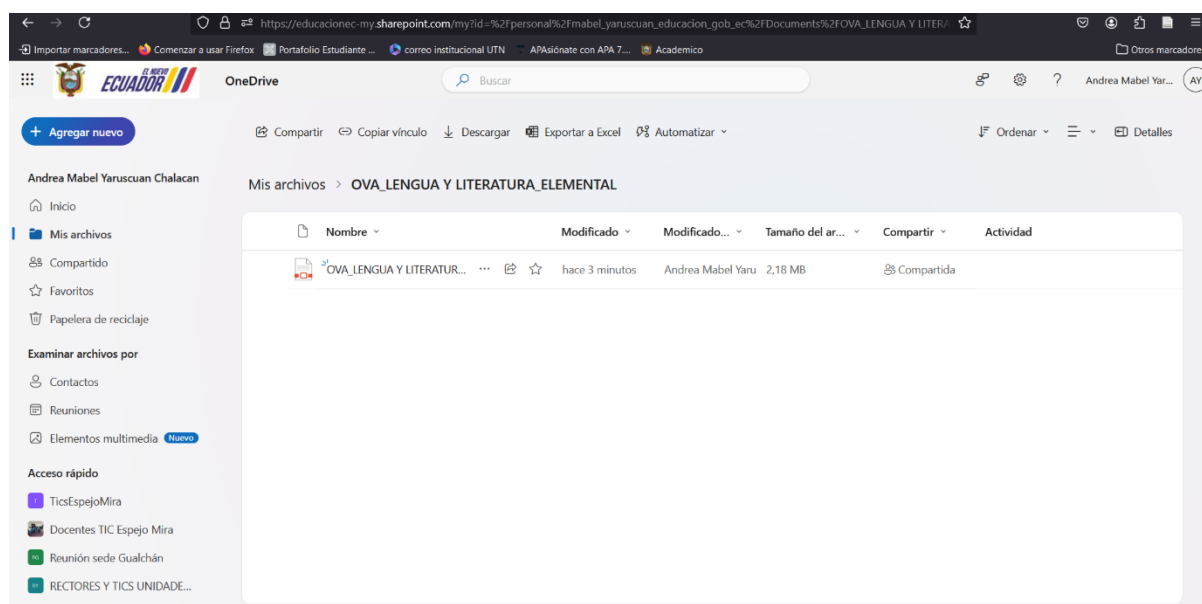 https://educacionec-my.sharepoint.com/my?id=%2Fpersonal%2Fmabel_yaruscuan_educacion_gob_ec%2FDocuments%2FOVA_LENGUA Y LITERA
Importar marcadores... Comenzar a usar Firefox Portafolio Estudiante ... correo institucional UTN APAsiónate con APA 7.... Academico Otros marcadore
EL NUEVO
ECUADOR OneDrive Buscar ? Andrea Mabel Yar... AY
+ Agregar nuevo Compartir Copiar vínculo Descargar Exportar a Excel Automatizar Ordenar Detalles
Andrea Mabel Yaruscuan Chalacan
Mis archivos > OVA_LENGUA Y LITERATURA_ELEMENTAL
Inicio
Mis archivos
Nombre Modificado Modificado... Tamaño del ar... Compartir Actividad
Compartido
OVA_LENGUA Y LITERATUR... ... hace 3 minutos Andrea Mabel Yaru 2,18 MB Compartida
Favoritos
Papelera de reciclaje
Examinar archivos por
Contactos
Reuniones
Elementos multimedia Nuevo
Acceso rápido
TicsEspejoMira
Docentes TIC Espejo Mira
Reunión sede Gualchán
RECTORES Y TICS UNIDADE...